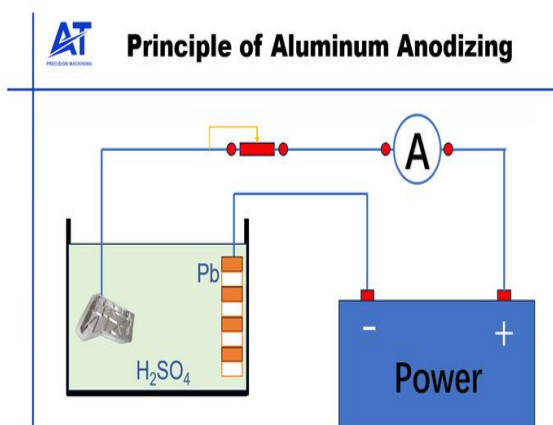 AT
PRECISION MACHINING
Principle of Aluminum Anodizing
A
Pb
H₂SO₄
- +
Power